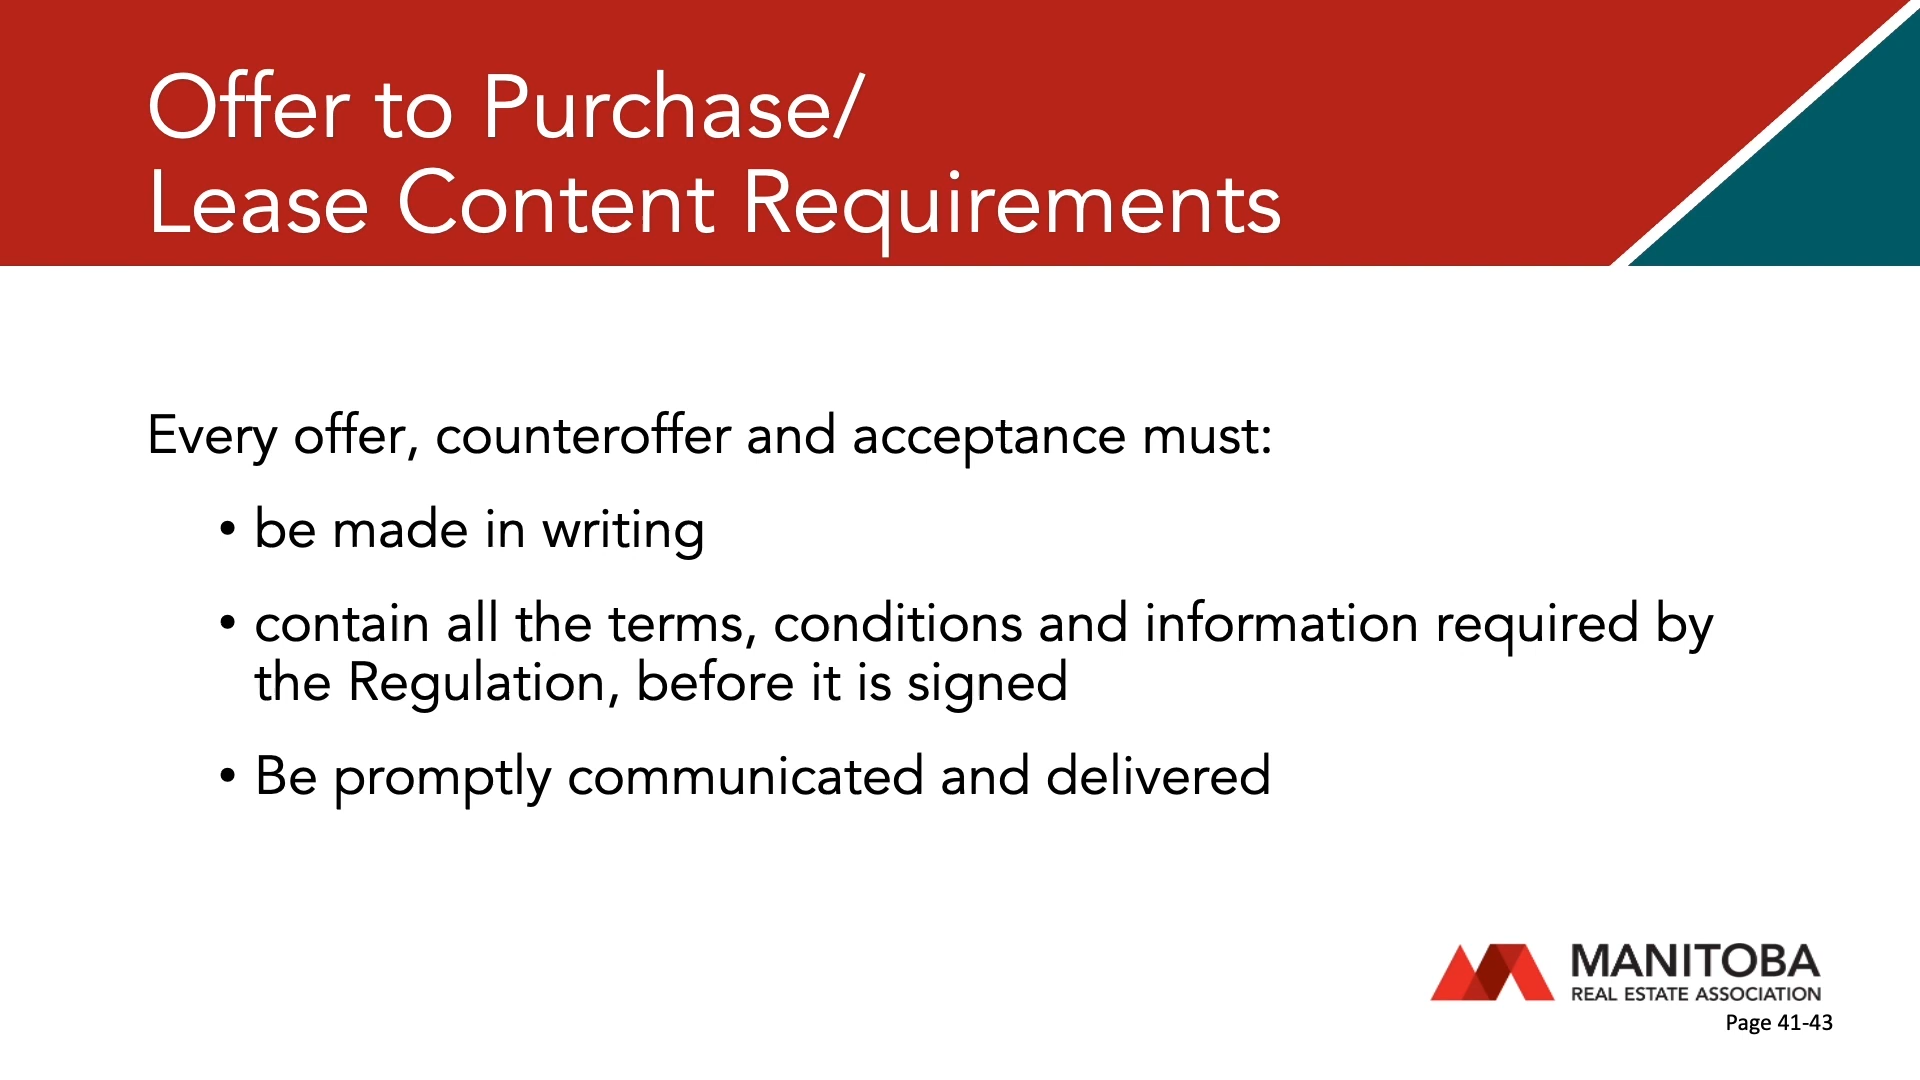 Offer to Purchase/
Lease Content Requirements
Every offer, counteroffer and acceptance must:
• be made in writing
• contain all the terms, conditions and information required by
the Regulation, before it is signed
• Be promptly communicated and delivered
MANITOBA
REAL ESTATE ASSOCIATION
Page 41-43